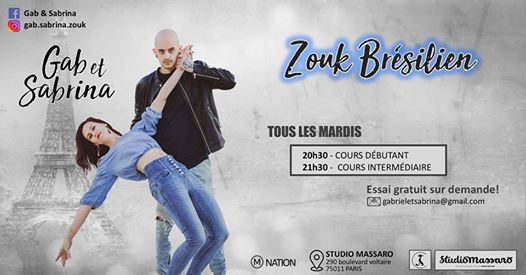 Gab & Sabrina
gab.sabrina.zouk
Gab et
Sabrina
Zouk Brésilien
TOUS LES MARDIS
20h30 - COURS DÉBUTANT
21h30 - COURS INTERMÉDIAIRE
Essai gratuit sur demande!
gabrieletsabrina@gmail.com
M NATION
STUDIO MASSARO
290 boulevard voltaire
75011 PARIS
studiomassaro